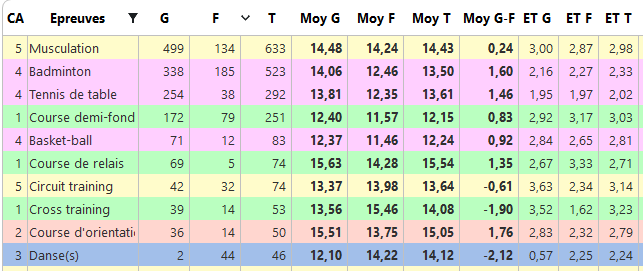 CA Epreuves G F T Moy G Moy F Moy T Moy G-F ET G ET F ET T
5 Musculation 499 134 633 14,48 14,24 14,43 0,24 3,00 2,87 2,98
4 Badminton 338 185 523 14,06 12,46 13,50 1,60 2,16 2,27 2,33
4 Tennis de table 254 38 292 13,81 12,35 13,61 1,46 1,95 1,97 2,02
1 Course demi-fond 172 79 251 12,40 11,57 12,15 0,83 2,92 3,17 3,03
4 Basket-ball 71 12 83 12,37 11,46 12,24 0,92 2,84 2,65 2,81
1 Course de relais 69 5 74 15,63 14,28 15,54 1,35 2,67 3,33 2,71
5 Circuit training 42 32 74 13,37 13,98 13,64 -0,61 3,63 2,34 3,14
1 Cross training 39 14 53 13,56 15,46 14,08 -1,90 3,52 1,62 3,23
2 Course d'orientati 36 14 50 15,51 13,75 15,05 1,76 2,83 2,32 2,79
3 Danse(s) 2 44 46 12,10 14,22 14,12 -2,12 0,57 2,25 2,24